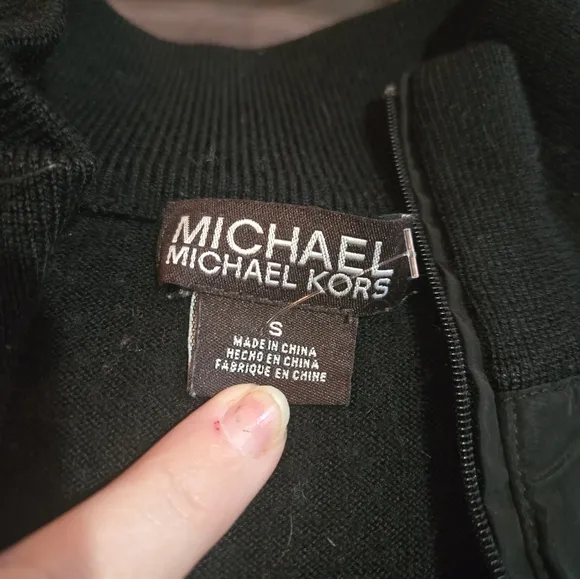 MICHAEL
MICHAEL KORS
S
MADE IN CHINA
HECHO EN CHINA
FABRIQUE EN CHINE